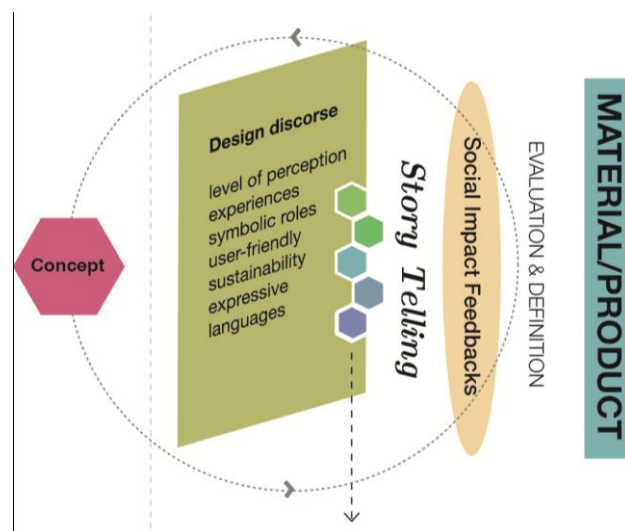 Concept
Design discorse
level of perception
experiences
symbolic roles
user-friendly
sustainability
expressive
languages
Story Telling
Social Impact Feedbacks
EVALUATION & DEFINITION
MATERIAL/PRODUCT